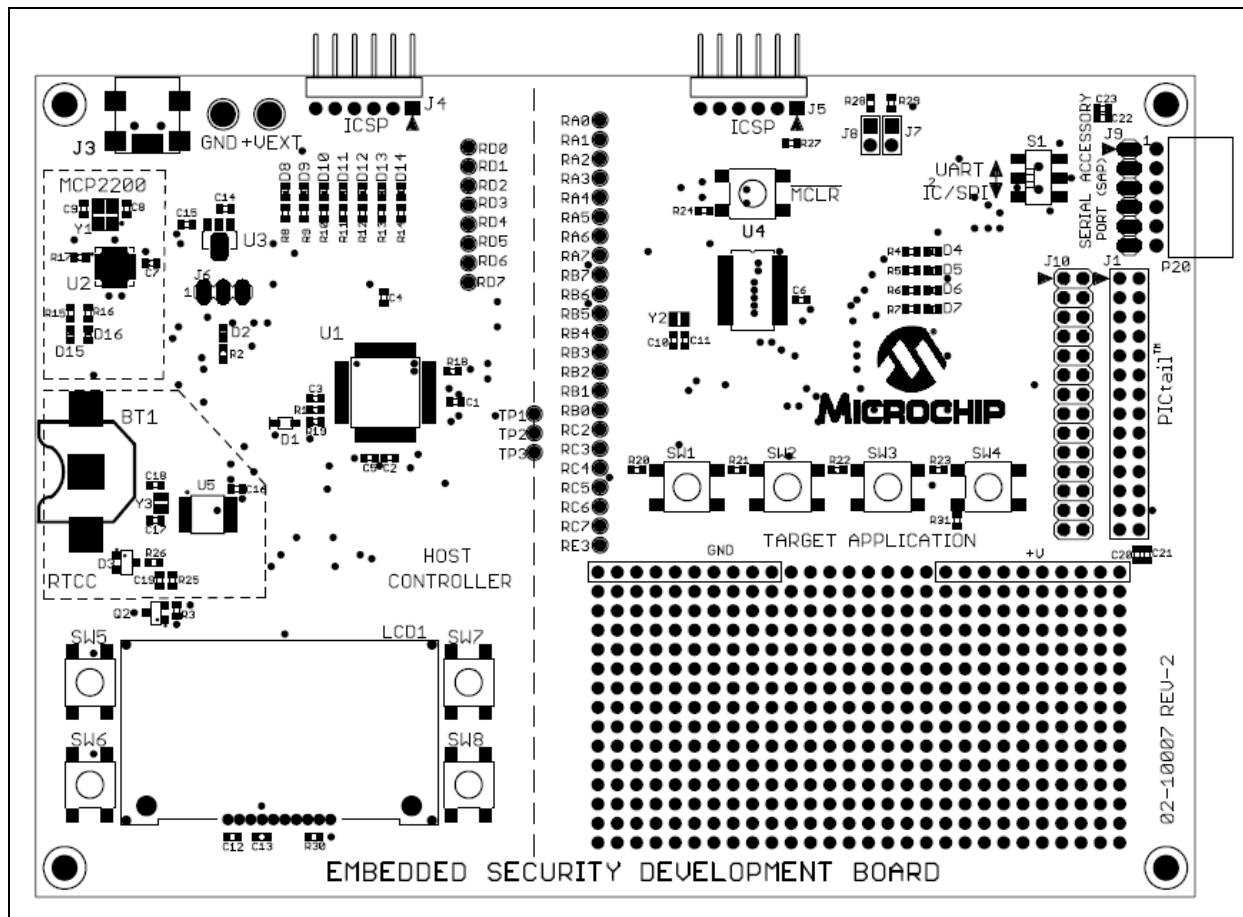 J4
ICSP
J5
ICSP
J3
GND
+VEXT
D8
D9
D10
D11
D12
D13
D14
R8
R9
R10
R11
R12
R13
R14
RD0
RD1
RD2
RD3
RD4
RD5
RD6
RD7
RA0
RA1
RA2
RA3
RA4
RA5
RA6
RA7
RB7
RB6
RB5
RB4
RB3
RB2
RB1
RB0
RC2
RC3
RC4
RC5
RC6
RC7
RE3
R28
R29
J8
J7
R27
MCLR
R24
U4
C6
Y2
C10
C11
UART
I²C/SPI
S1
C23
C22
J9
1
SERIAL ACCESSORY
PORT (SAP)
P20
J10
J1
PICtail™
R4
D4
R5
D5
R6
D6
R7
D7
MICROCHIP
®
MCP2200
C9
C8
Y1
R17
U2
C7
R15
R16
D15
D16
C15
C14
U3
J6
1
D2
R2
C4
U1
R18
C3
R1
R19
C1
D1
C5
C2
TP1
TP2
TP3
BT1
C18
Y3
C17
U5
C16
D3
R26
C19
R25
RTCC
Q2
R3
HOST
CONTROLLER
R20
SW1
R21
SW2
R22
SW3
R23
SW4
R31
GND
TARGET APPLICATION
+V
C20
C21
SW5
LCD1
SW7
SW6
SW8
C12
C13
R30
02-10007 REV-2
EMBEDDED SECURITY DEVELOPMENT BOARD